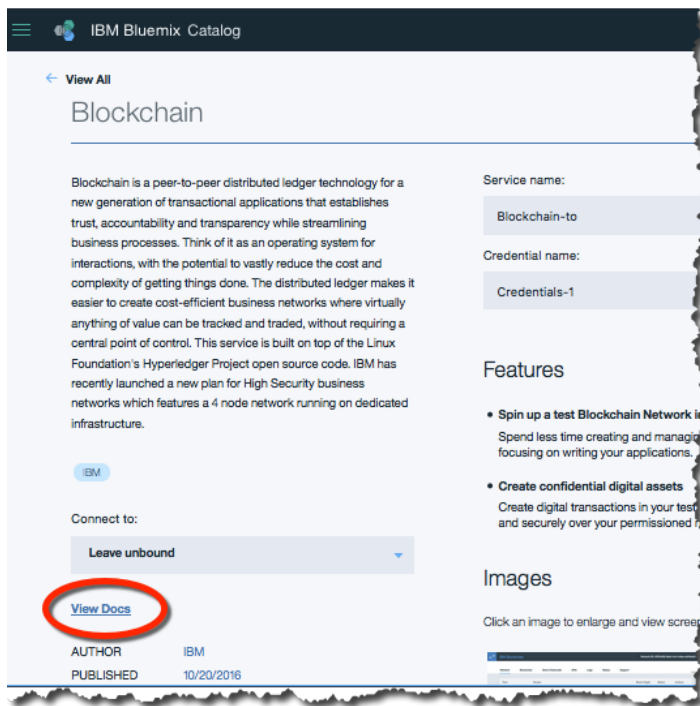 IBM Bluemix Catalog
View All
Blockchain
Blockchain is a peer-to-peer distributed ledger technology for a
new generation of transactional applications that establishes
trust, accountability and transparency while streamlining
business processes. Think of it as an operating system for
interactions, with the potential to vastly reduce the cost and
complexity of getting things done. The distributed ledger makes it
easier to create cost-efficient business networks where virtually
anything of value can be tracked and traded, without requiring a
central point of control. This service is built on top of the Linux
Foundation's Hyperledger Project open source code. IBM has
recently launched a new plan for High Security business
networks which features a 4 node network running on dedicated
infrastructure.
IBM
Connect to:
Leave unbound
View Docs
AUTHOR IBM
PUBLISHED 10/20/2016
Service name:
Blockchain-to
Credential name:
Credentials-1
Features
• Spin up a test Blockchain Network
Spend less time creating and
focusing on writing your applications.
• Create confidential digital assets
Create digital transactions in your test
and securely over your permissioned
Images
Click an image to enlarge and view